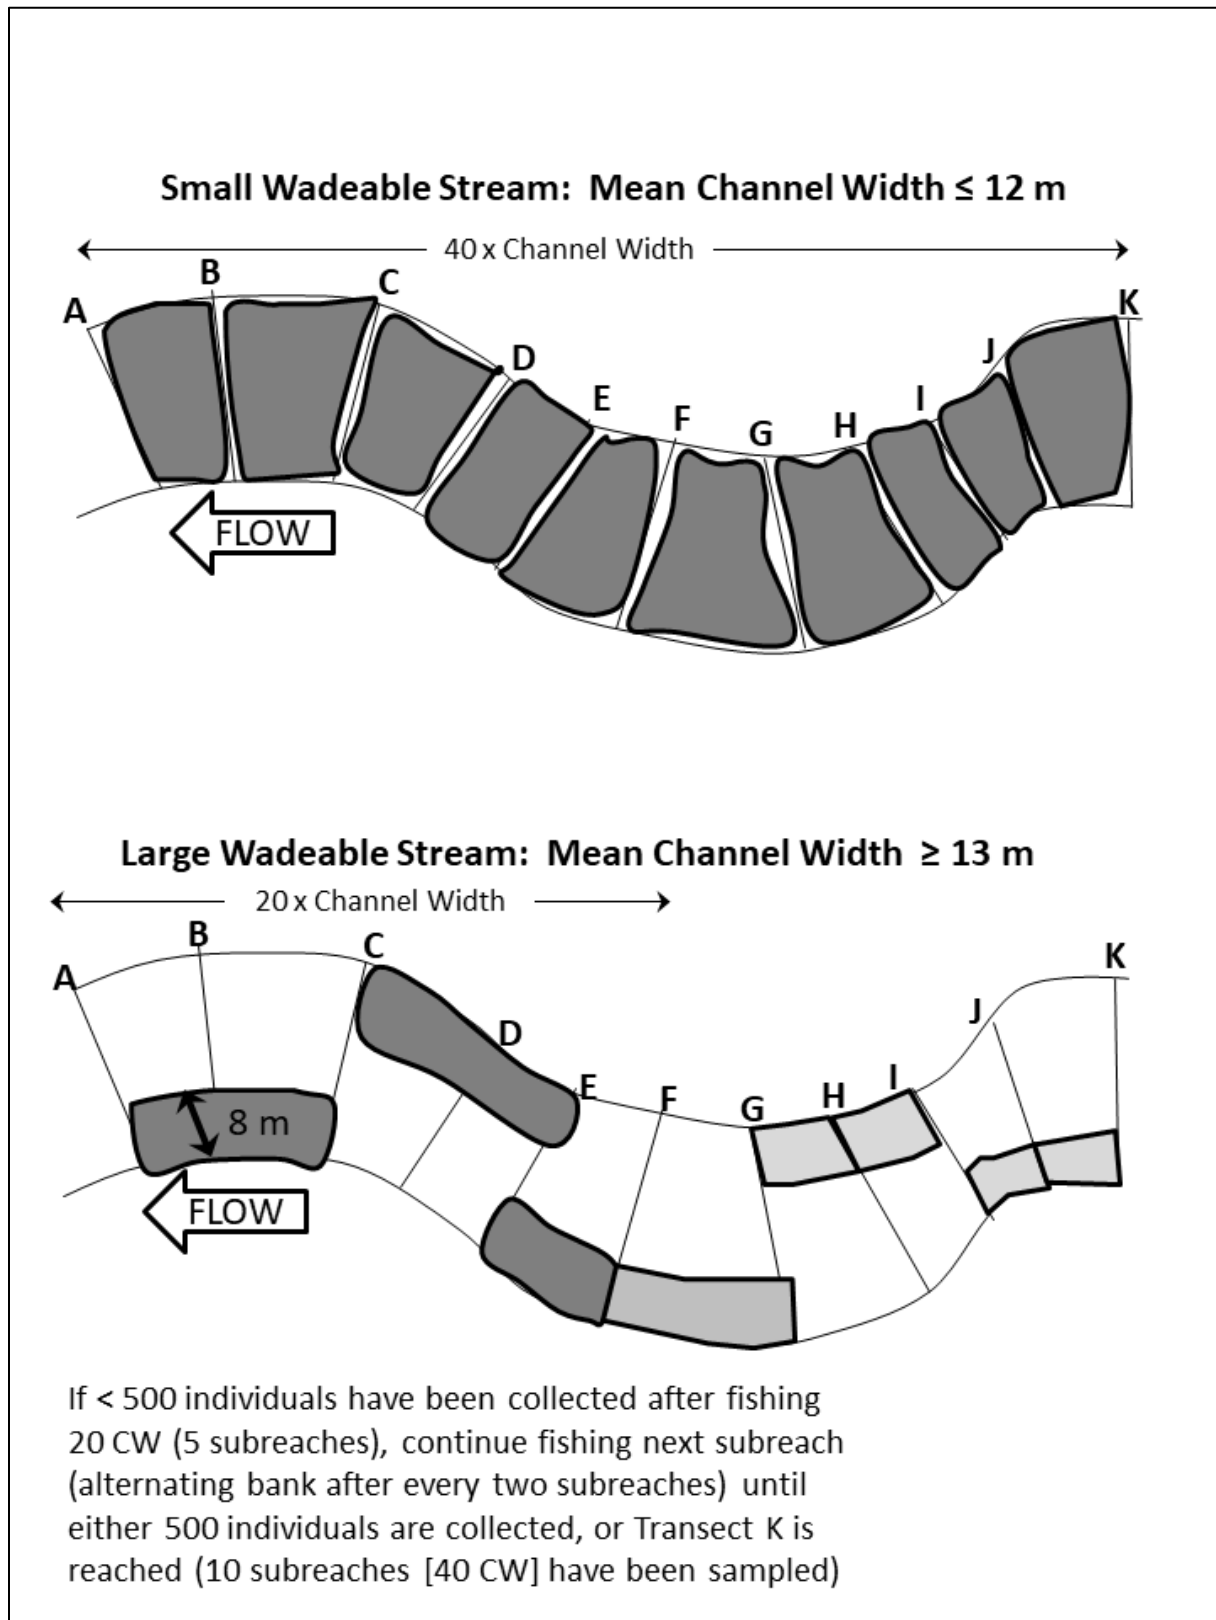 Small Wadeable Stream: Mean Channel Width ≤ 12 m
40 x Channel Width
A
B
C
D
E
F
G
H
I
J
K
FLOW
Large Wadeable Stream: Mean Channel Width ≥ 13 m
20 x Channel Width
A
B
C
D
E
F
G
H
I
J
K
8 m
FLOW
If < 500 individuals have been collected after fishing
20 CW (5 subreaches), continue fishing next subreach
(alternating bank after every two subreaches) until
either 500 individuals are collected, or Transect K is
reached (10 subreaches [40 CW] have been sampled)